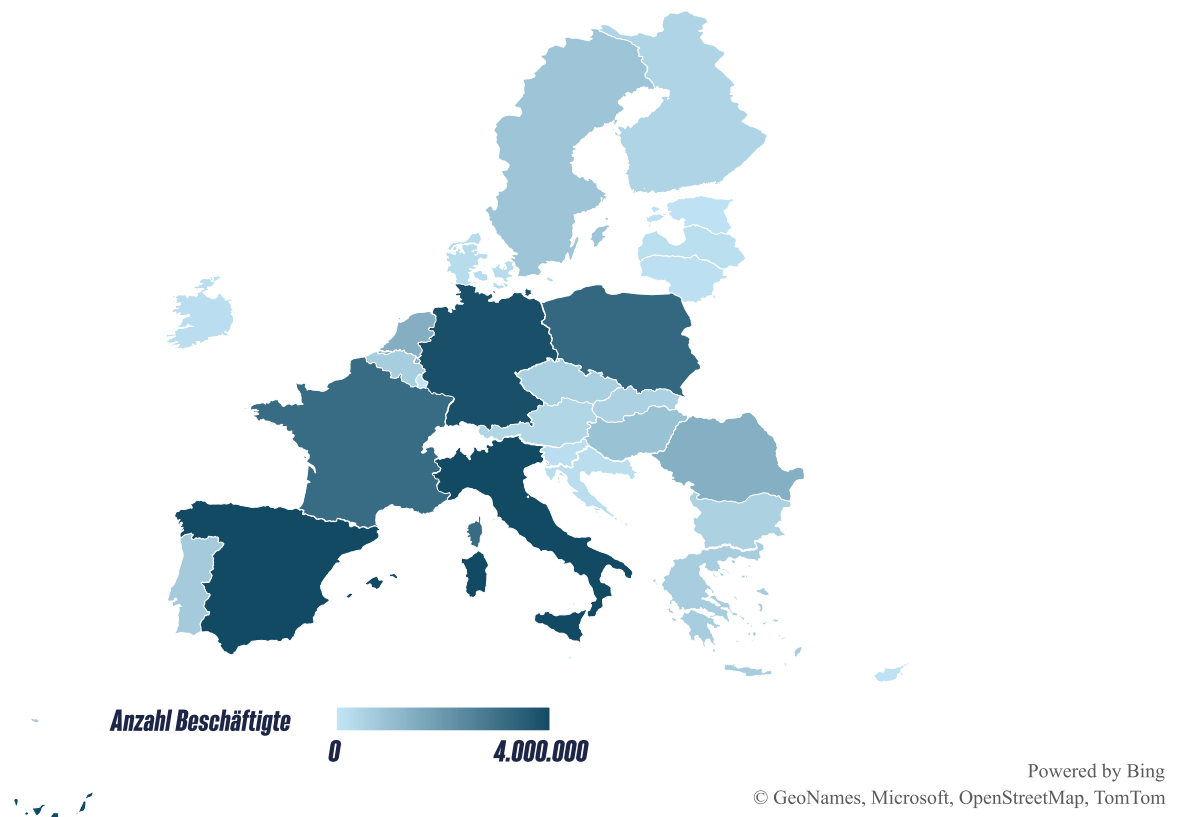 Anzahl Beschäftigte
0
4.000.000
Powered by Bing
© GeoNames, Microsoft, OpenStreetMap, TomTom